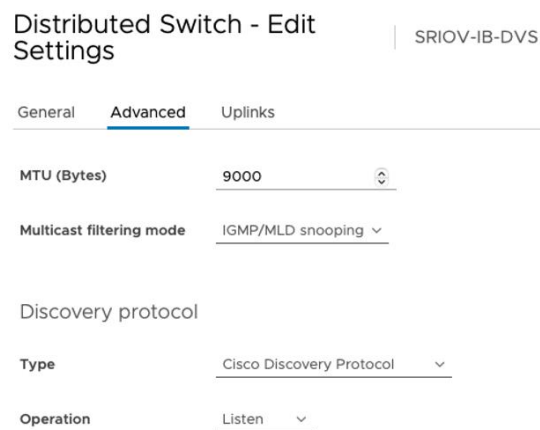 Distributed Switch - Edit
Settings
SRIOV-IB-DVS
General Advanced Uplinks
MTU (Bytes) 9000
Multicast filtering mode IGMP/MLD snooping
Discovery protocol
Type Cisco Discovery Protocol
Operation Listen